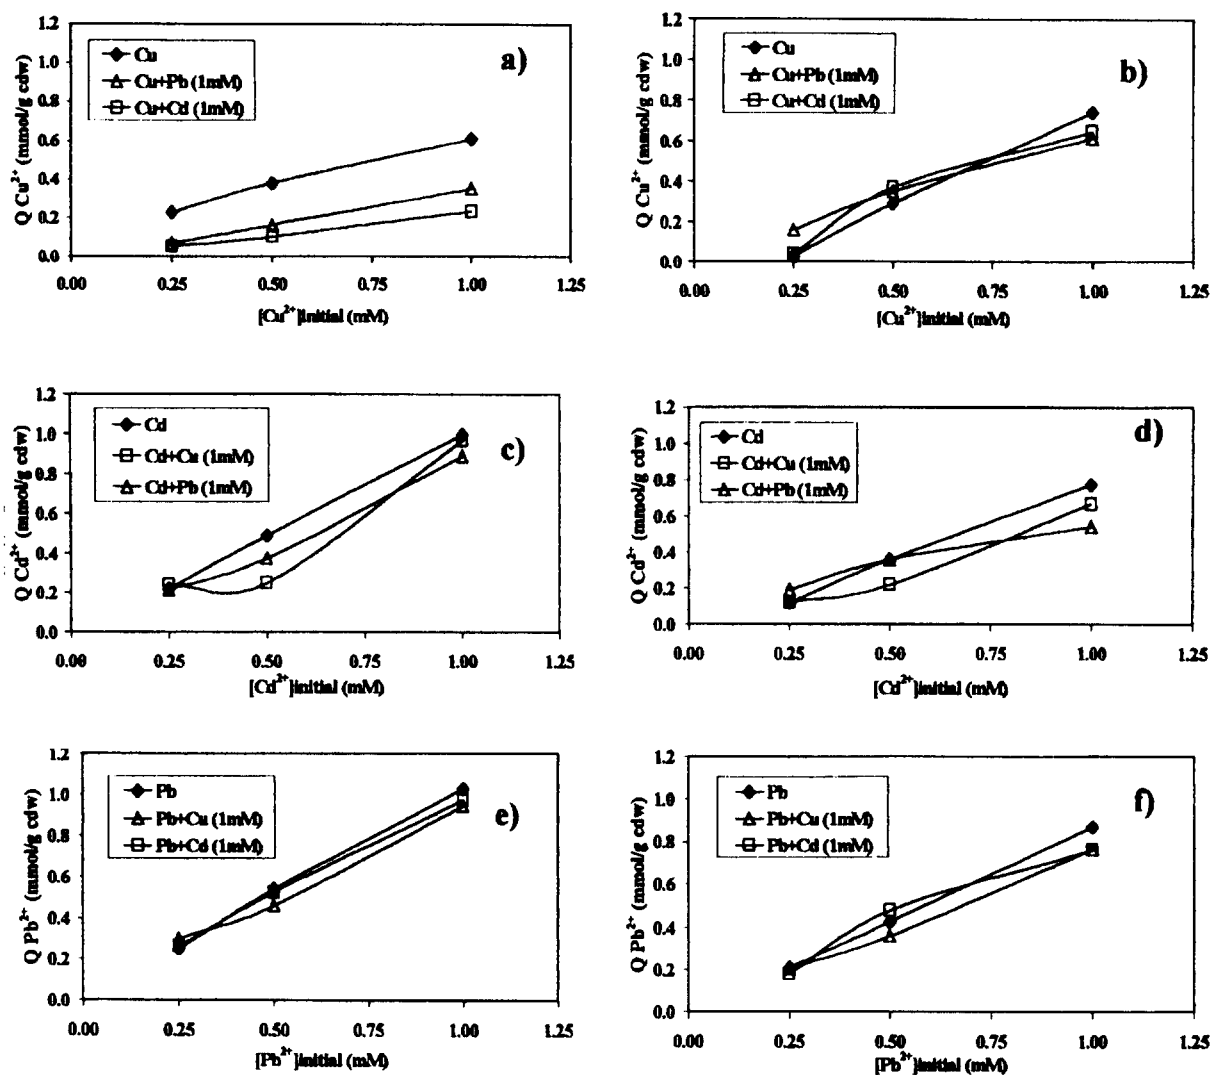 a)
Cu
Cu+Pb (1mM)
Cu+Cd (1mM)
Q Cu²⁺ (mmol/g cdw)
1.2
1.0
0.8
0.6
0.4
0.2
0.0
0.00 0.25 0.50 0.75 1.00 1.25
[Cu²⁺]initial (mM)
b)
Cu
Cu+Pb (1mM)
Cu+Cd (1mM)
Q Cu²⁺ (mmol/g cdw)
1.2
1.0
0.8
0.6
0.4
0.2
0.0
0.00 0.25 0.50 0.75 1.00 1.25
[Cu²⁺]initial (mM)
c)
Cd
Cd+Cu (1mM)
Cd+Pb (1mM)
Q Cd²⁺ (mmol/g cdw)
1.2
1.0
0.8
0.6
0.4
0.2
0.0
0.00 0.25 0.50 0.75 1.00 1.25
[Cd²⁺]initial (mM)
d)
Cd
Cd+Cu (1mM)
Cd+Pb (1mM)
Q Cd²⁺ (mmol/g cdw)
1.2
1.0
0.8
0.6
0.4
0.2
0.0
0.00 0.25 0.50 0.75 1.00 1.25
[Cd²⁺]initial (mM)
e)
Pb
Pb+Cu (1mM)
Pb+Cd (1mM)
Q Pb²⁺ (mmol/g cdw)
1.2
1.0
0.8
0.6
0.4
0.2
0.0
0.00 0.25 0.50 0.75 1.00 1.25
[Pb²⁺]initial (mM)
f)
Pb
Pb+Cu (1mM)
Pb+Cd (1mM)
Q Pb²⁺ (mmol/g cdw)
1.2
1.0
0.8
0.6
0.4
0.2
0.0
0.00 0.25 0.50 0.75 1.00 1.25
[Pb²⁺]initial (mM)